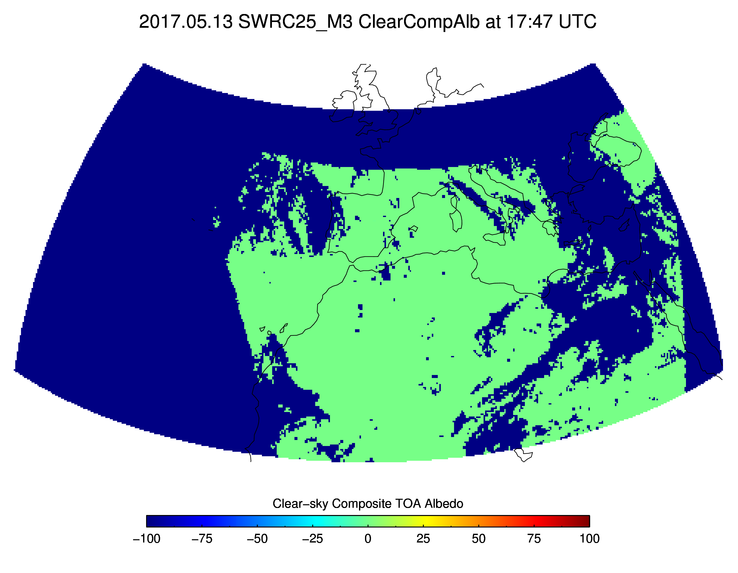 2017.05.13 SWRC25_M3 ClearCompAlb at 17:47 UTC
Clear−sky Composite TOA Albedo
−100 −75 −50 −25 0 25 50 75 100